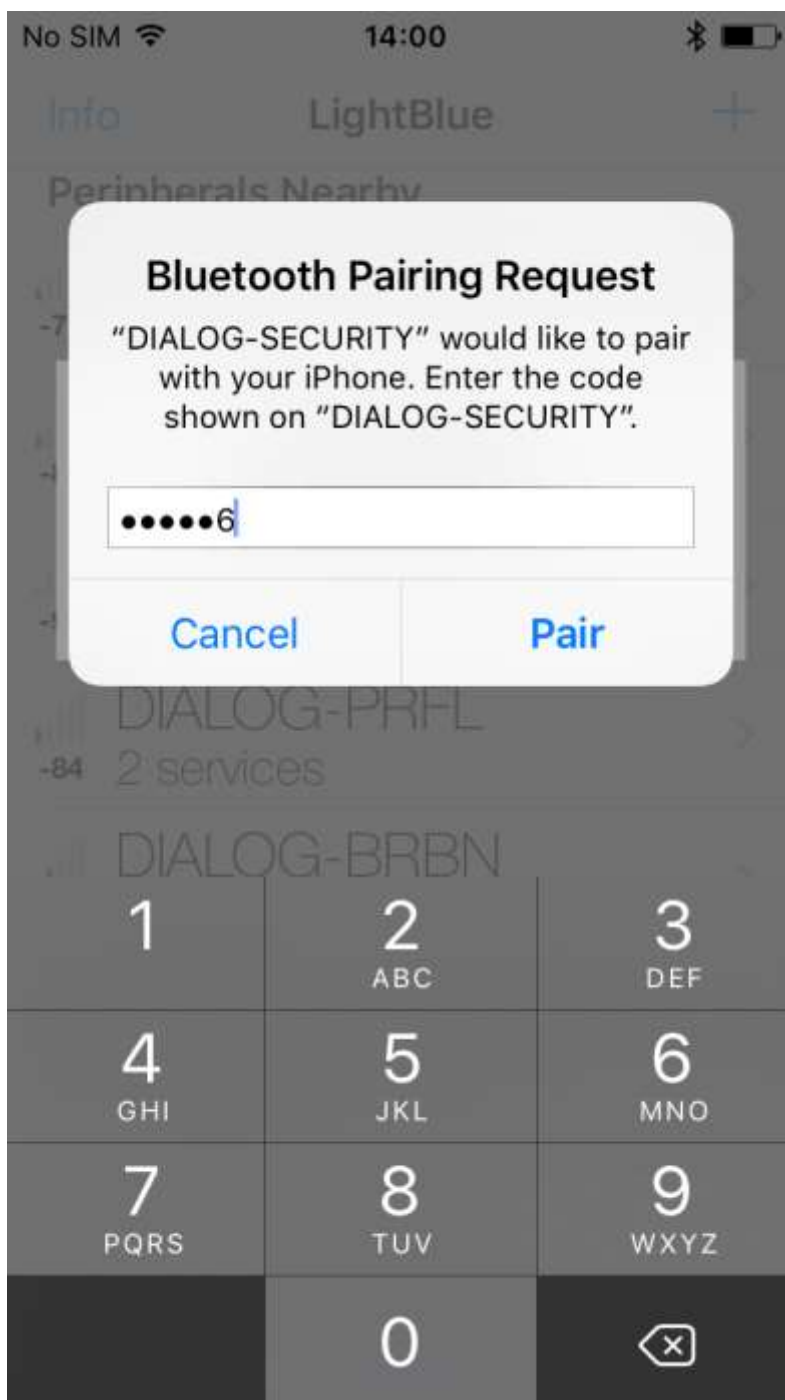 No SIM 14:00
Info LightBlue +
Peripherals Nearby
Bluetooth Pairing Request
“DIALOG-SECURITY” would like to pair
with your iPhone. Enter the code
shown on “DIALOG-SECURITY”.
•••••6
Cancel Pair
DIALOG-PRFL
-84 2 services
DIALOG-BRBN
1 2 3
ABC DEF
4 5 6
GHI JKL MNO
7 8 9
PQRS TUV WXYZ
0